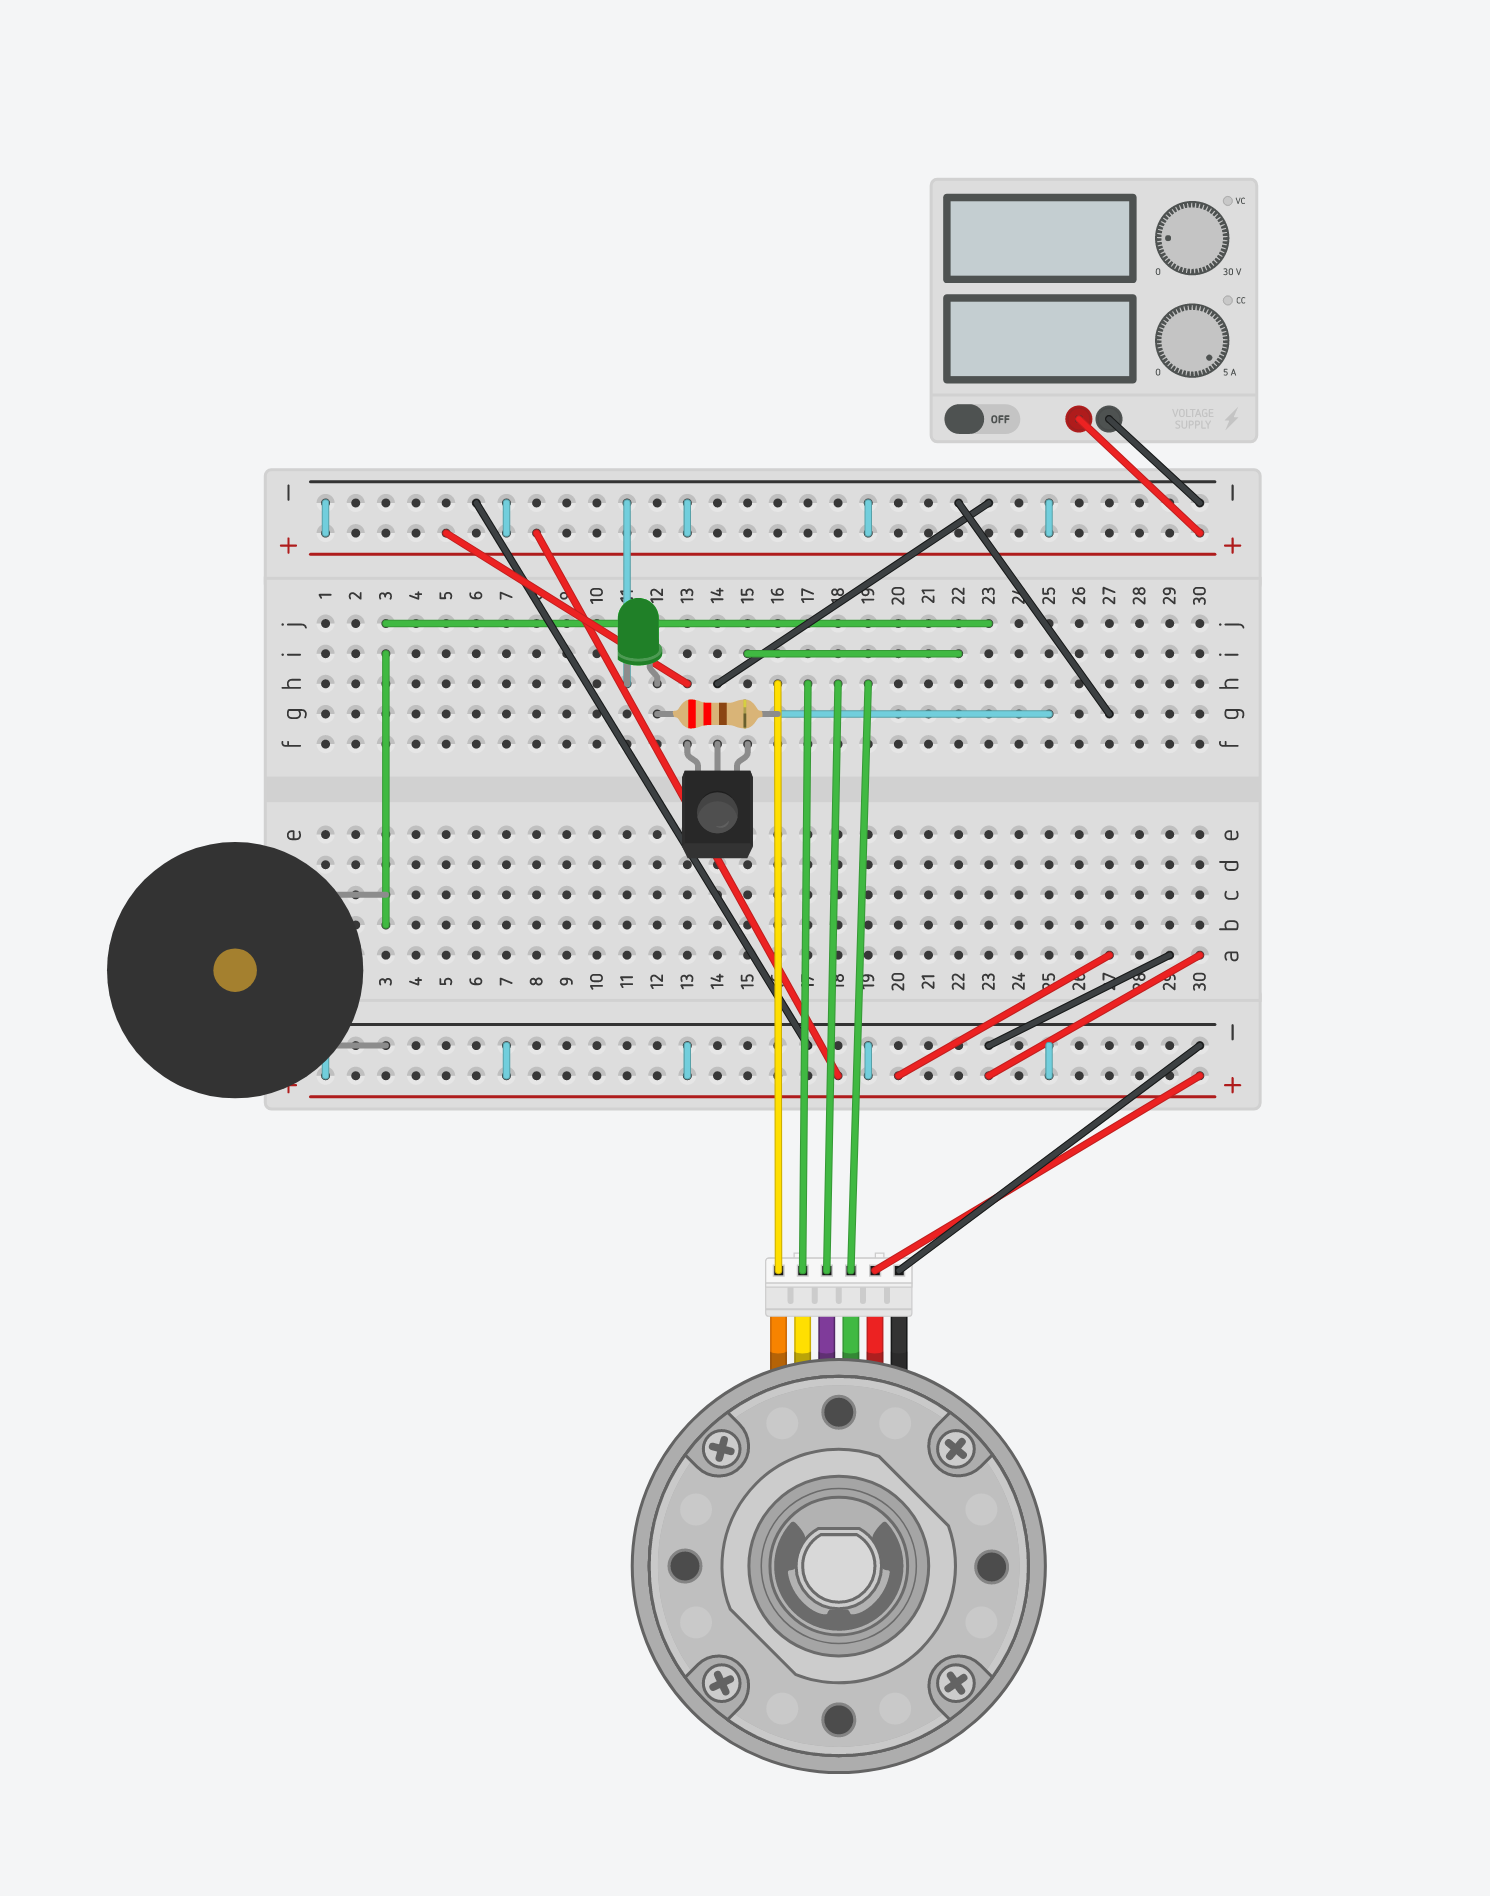 VC
0
30 V
CC
0
5 A
OFF
VOLTAGE
SUPPLY
− −
+ +
1 2 3 4 5 6 7 8 9 10 11 12 13 14 15 16 17 18 19 20 21 22 23 24 25 26 27 28 29 30
j j
i i
h h
g g
f f
e e
d
c
b
a
3 4 5 6 7 8 9 10 11 12 13 14 15 17 18 19 20 21 22 23 24 25 26 27 28 29 30
−
+ +